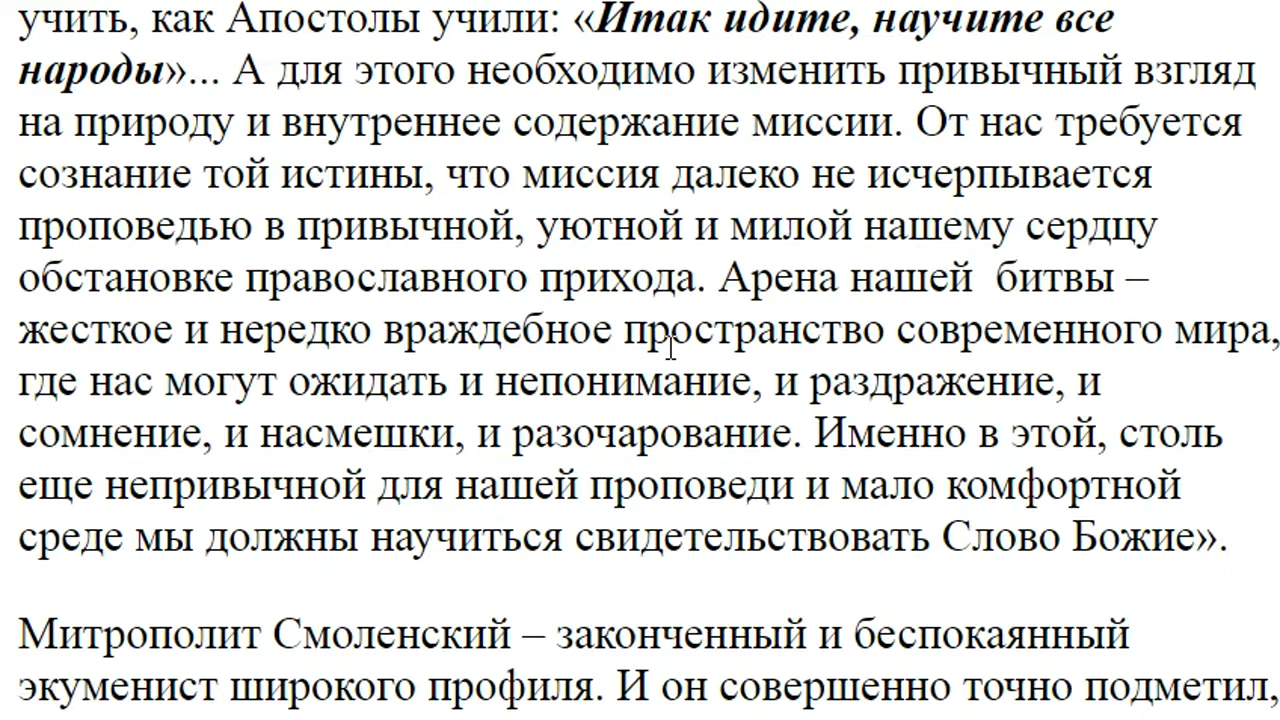 учить, как Апостолы учили: «Итак идите, научите все
народы»... А для этого необходимо изменить привычный взгляд
на природу и внутреннее содержание миссии. От нас требуется
сознание той истины, что миссия далеко не исчерпывается
проповедью в привычной, уютной и милой нашему сердцу
обстановке православного прихода. Арена нашей  битвы –
жесткое и нередко враждебное пространство современного мира,
где нас могут ожидать и непонимание, и раздражение, и
сомнение, и насмешки, и разочарование. Именно в этой, столь
еще непривычной для нашей проповеди и мало комфортной
среде мы должны научиться свидетельствовать Слово Божие».
Митрополит Смоленский – законченный и беспокаянный
экуменист широкого профиля. И он совершенно точно подметил,